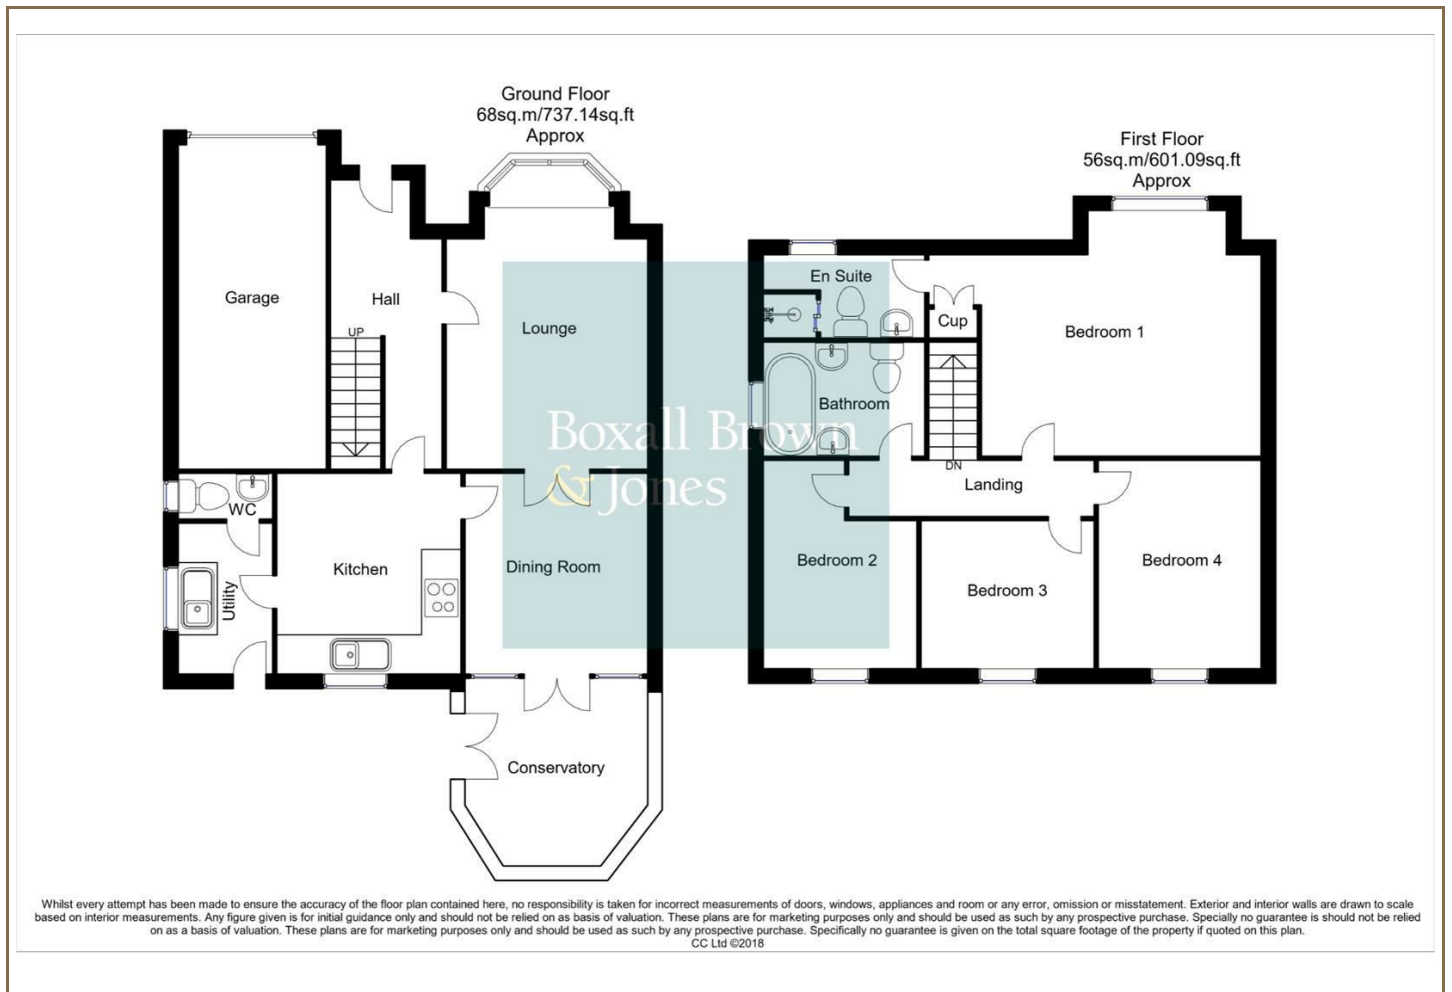 Ground Floor
68sq.m/737.14sq.ft
Approx
First Floor
56sq.m/601.09sq.ft
Approx
Garage
Hall
UP
Lounge
WC
Utility
Kitchen
Dining Room
Conservatory
En Suite
Cup
Bedroom 1
Bathroom
DN
Landing
Bedroom 2
Bedroom 3
Bedroom 4
Boxall Brown
& Jones
Whilst every attempt has been made to ensure the accuracy of the floor plan contained here, no responsibility is taken for incorrect measurements of doors, windows, appliances and room or any error, omission or misstatement. Exterior and interior walls are drawn to scale
based on interior measurements. Any figure given is for initial guidance only and should not be relied on as basis of valuation. These plans are for marketing purposes only and should be used as such by any prospective purchase. Specially no guarantee is should not be relied
on as a basis of valuation. These plans are for marketing purposes only and should be used as such by any prospective purchase. Specifically no guarantee is given on the total square footage of the property if quoted on this plan.
CC Ltd ©2018